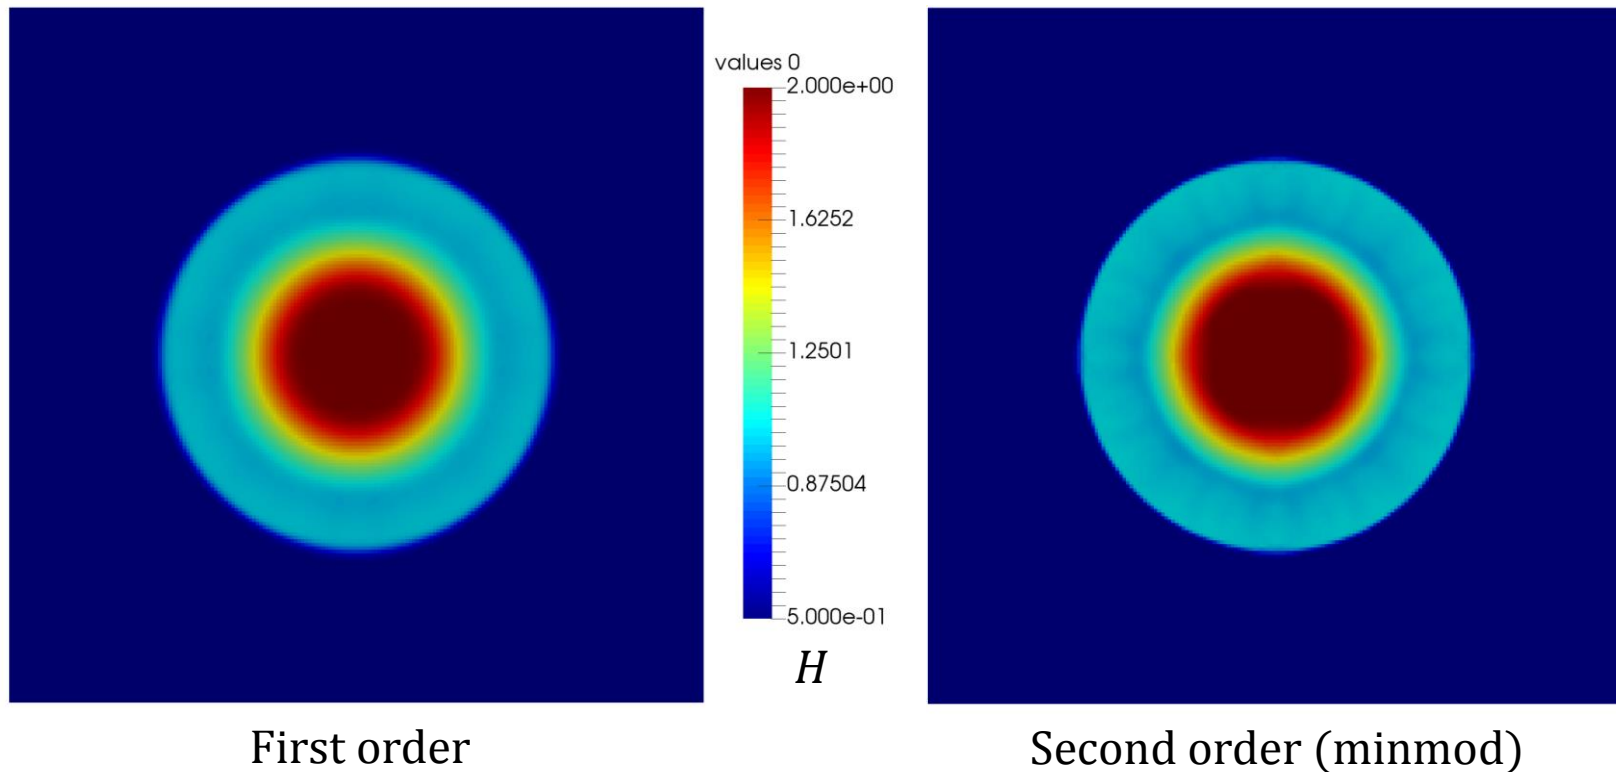 values 0
2.000e+00
1.6252
1.2501
0.87504
5.000e-01
H
First order
Second order (minmod)